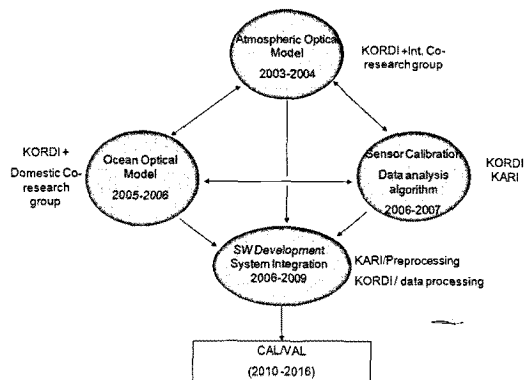 Atmospheric Optical
Model
2003-2004
KORDI +Int. Co-
research group
KORDI +
Domestic Co-
research
group
Ocean Optical
Model
2005-2006
Sensor Calibration
Data analysis
algorithm
2006-2007
KORDI
KARI
SW Development
System Integration
2006-2009
KARI/Preprocessing
KORDI / data processing
CAL/VAL
(2010-2016)